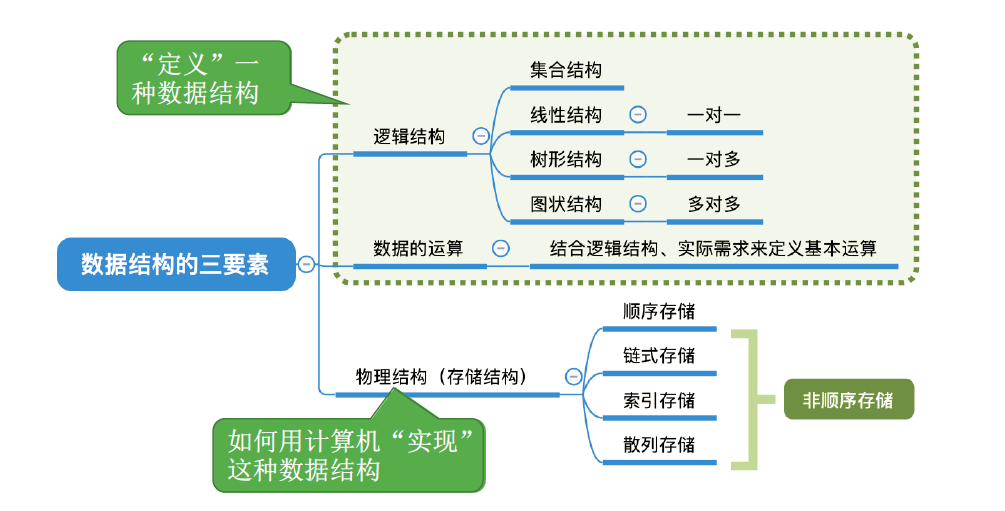 “定义”一
种数据结构
集合结构
线性结构
一对一
逻辑结构
树形结构
一对多
图状结构
多对多
数据结构的三要素
数据的运算
结合逻辑结构、实际需求来定义基本运算
顺序存储
链式存储
物理结构（存储结构）
索引存储
非顺序存储
散列存储
如何用计算机“实现”
这种数据结构